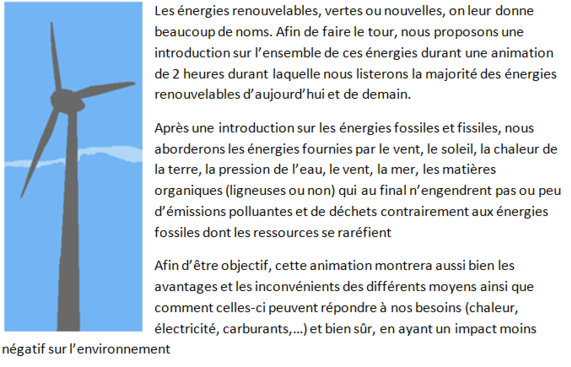 Les énergies renouvelables, vertes ou nouvelles, on leur donne
beaucoup de noms. Afin de faire le tour, nous proposons une
introduction sur l’ensemble de ces énergies durant une animation
de 2 heures durant laquelle nous listerons la majorité des énergies
renouvelables d’aujourd’hui et de demain.
Après une introduction sur les énergies fossiles et fissiles, nous
aborderons les énergies fournies par le vent, le soleil, la chaleur de
la terre, la pression de l’eau, le vent, la mer, les matières
organiques (ligneuses ou non) qui au final n’engendrent pas ou peu
d’émissions polluantes et de déchets contrairement aux énergies
fossiles dont les ressources se raréfient
Afin d’être objectif, cette animation montrera aussi bien les
avantages et les inconvénients des différents moyens ainsi que
comment celles-ci peuvent répondre à nos besoins (chaleur,
électricité, carburants,…) et bien sûr, en ayant un impact moins
négatif sur l’environnement